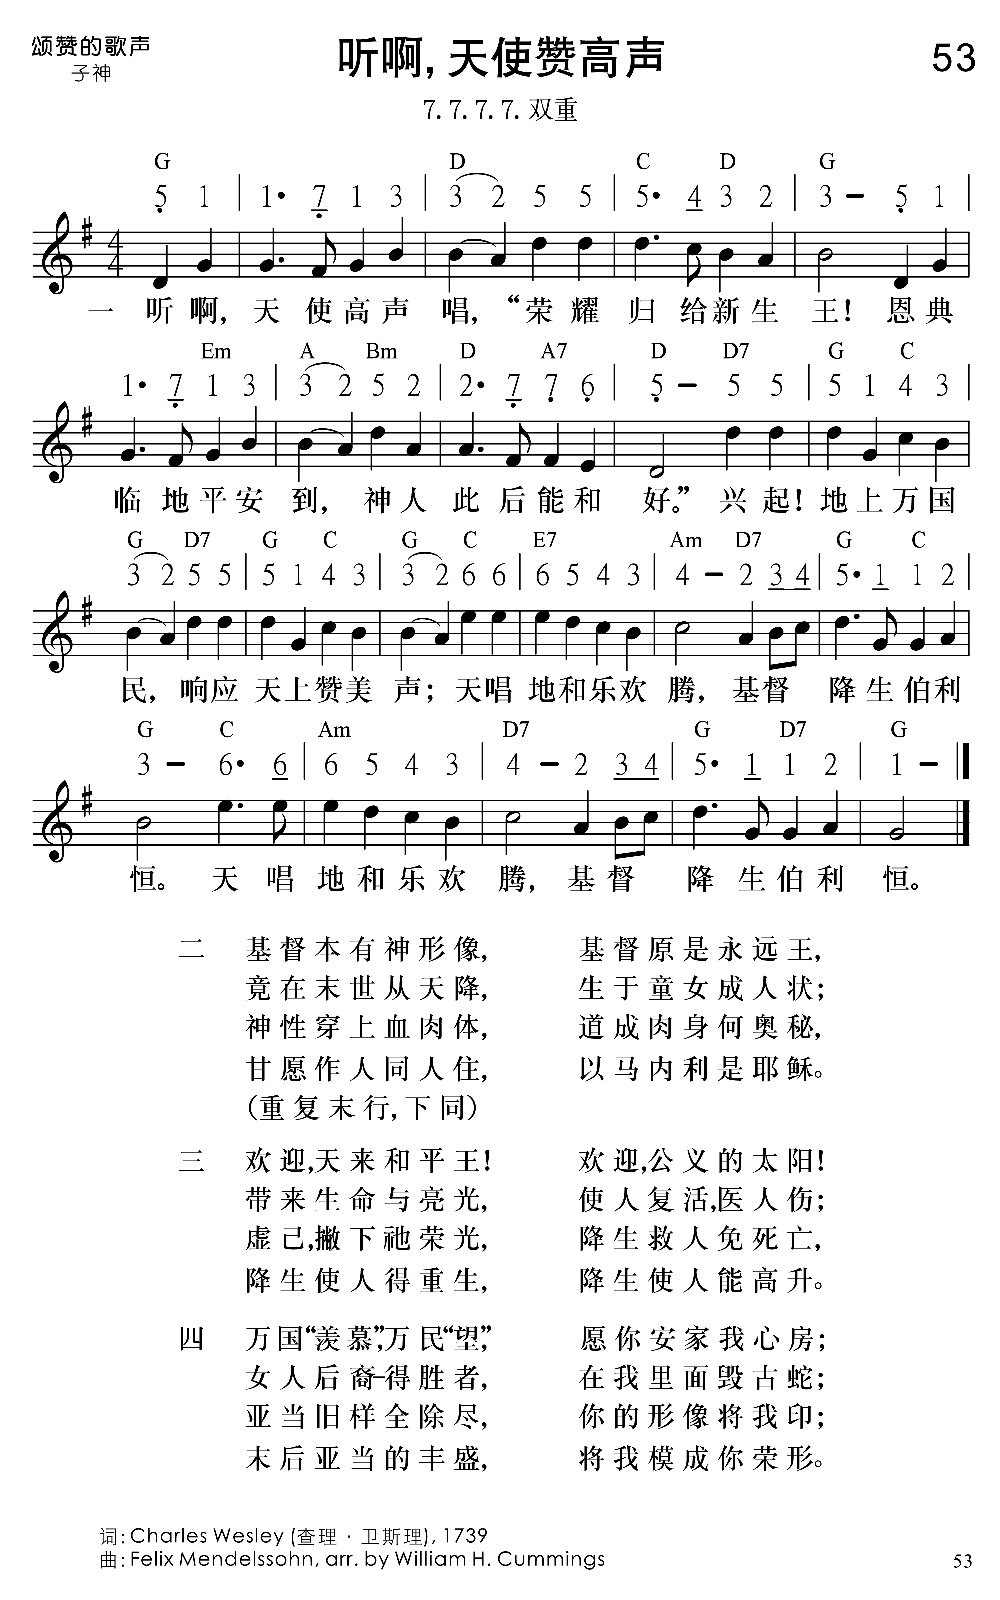 颂赞的歌声
子神
听啊,天使赞高声
53
7.7.7.7.双重
G D C D G
5 1 | 1• 7 1 3 | 3 2 5 5 | 5• 4 3 2 | 3 – 5 1 |
一 听啊, 天使高声 唱, “荣耀 归给新生 王! 恩典
Em A Bm D A7 D D7 G C
1• 7 1 3 | 3 2 5 2 | 2• 7 7 6 | 5 – 5 5 | 5 1 4 3 |
临地平安 到, 神人 此后能和 好。” 兴起! 地上万国
G D7 G C G C E7 Am D7 G C
3 2 5 5 | 5 1 4 3 | 3 2 6 6 | 6 5 4 3 | 4 – 2 3 4 | 5• 1 1 2 |
民, 响应 天上赞美 声; 天唱 地和乐欢 腾, 基督 降生伯利
G C Am D7 G D7 G
3 – 6• 6 | 6 5 4 3 | 4 – 2 3 4 | 5• 1 1 2 | 1 – ‖
恒。 天 唱 地和乐欢 腾, 基督 降生伯利 恒。
二 基督本有神形像, 基督原是永远王,
竟在末世从天降, 生于童女成人状;
神性穿上血肉体, 道成肉身何奥秘,
甘愿作人同人住, 以马内利是耶稣。
(重复末行,下同)
三 欢迎,天来和平王! 欢迎,公义的太阳!
带来生命与亮光, 使人复活,医人伤;
虚己,撇下祂荣光, 降生救人免死亡,
降生使人得重生, 降生使人能高升。
四 万国“羡慕”,万民“望”, 愿你安家我心房;
女人后裔–得胜者, 在我里面毁古蛇;
亚当旧样全除尽, 你的形像将我印;
末后亚当的丰盛, 将我模成你荣形。
词: Charles Wesley (查理 · 卫斯理), 1739
曲: Felix Mendelssohn, arr. by William H. Cummings
53